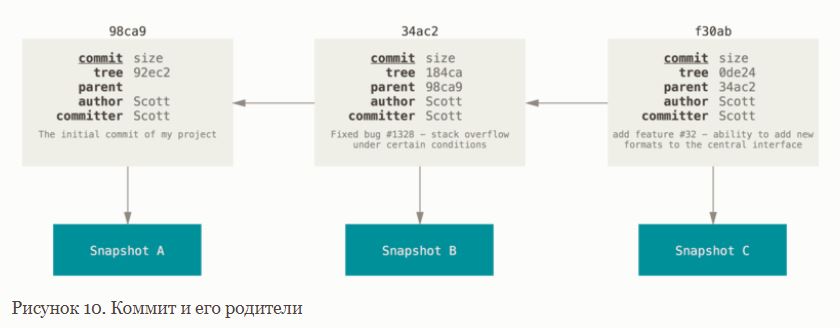 98ca9
commit size
tree 92ec2
parent
author Scott
committer Scott
The initial commit of my project
Snapshot A
34ac2
commit size
tree 184ca
parent 98ca9
author Scott
committer Scott
Fixed bug #1328 – stack overflow
under certain conditions
Snapshot B
f30ab
commit size
tree 0de24
parent 34ac2
author Scott
committer Scott
add feature #32 – ability to add new
formats to the central interface
Snapshot C
Рисунок 10. Коммит и его родители